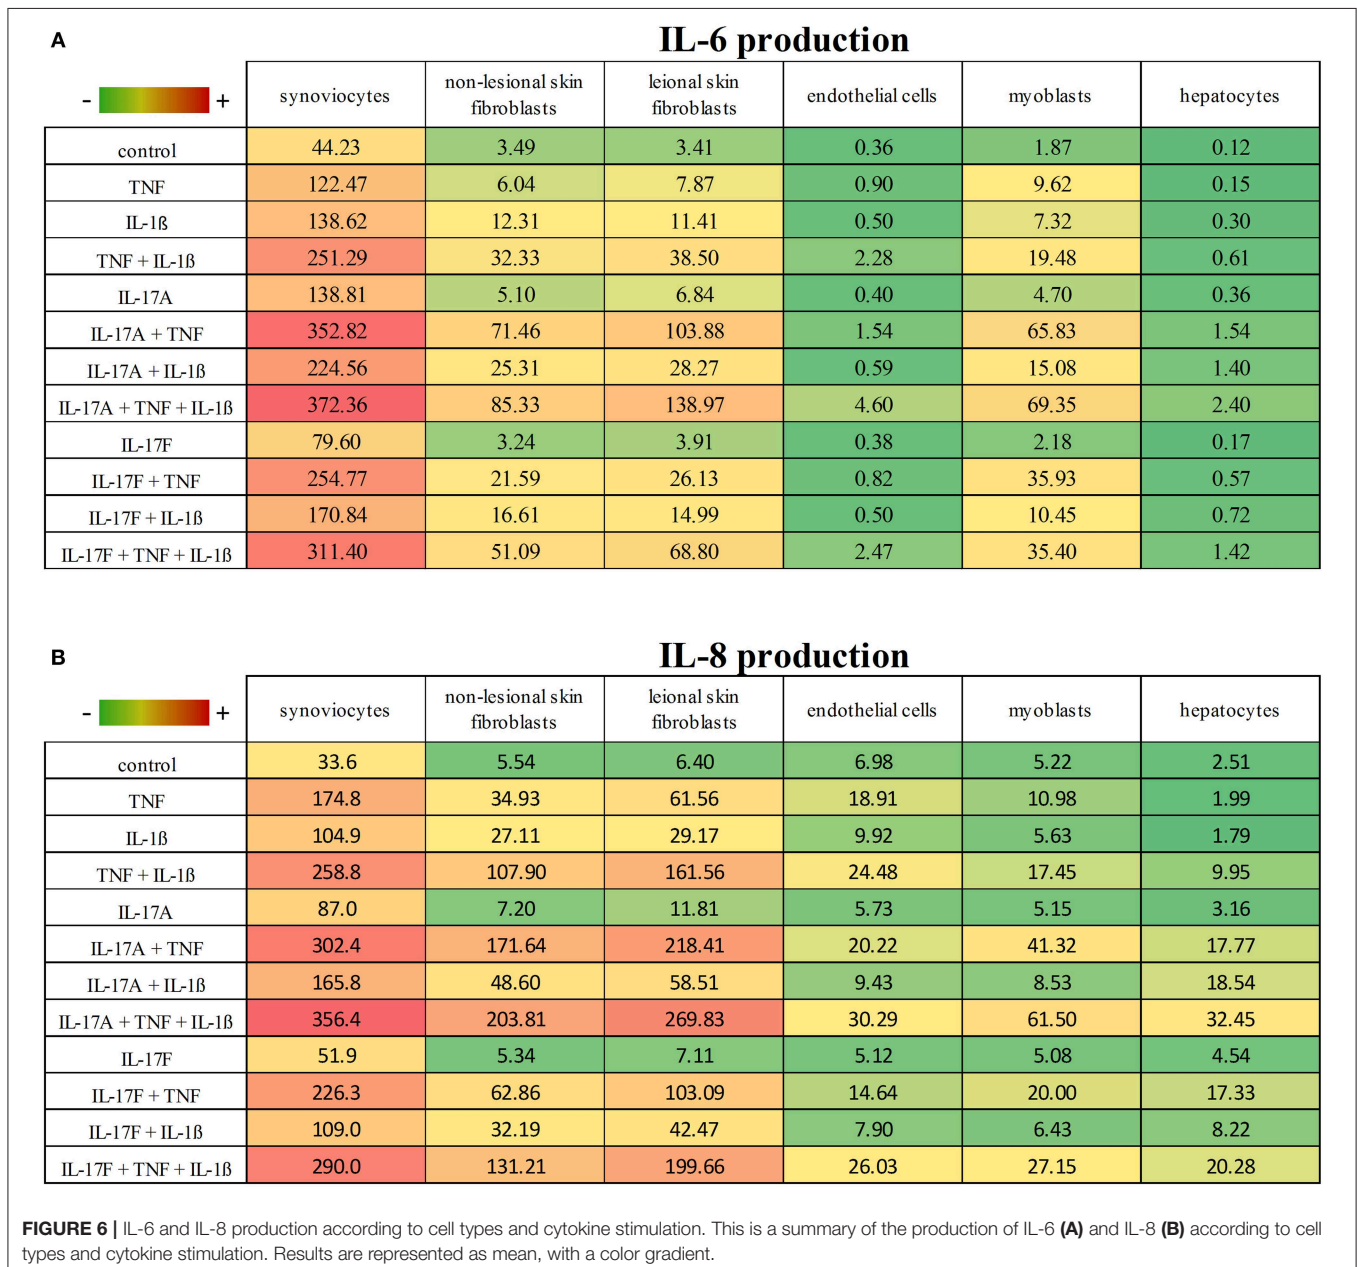 A
IL-6 production
- +
synoviocytes non-lesional skin fibroblasts leional skin fibroblasts endothelial cells myoblasts hepatocytes
control 44.23 3.49 3.41 0.36 1.87 0.12
TNF 122.47 6.04 7.87 0.90 9.62 0.15
IL-1ß 138.62 12.31 11.41 0.50 7.32 0.30
TNF + IL-1ß 251.29 32.33 38.50 2.28 19.48 0.61
IL-17A 138.81 5.10 6.84 0.40 4.70 0.36
IL-17A + TNF 352.82 71.46 103.88 1.54 65.83 1.54
IL-17A + IL-1ß 224.56 25.31 28.27 0.59 15.08 1.40
IL-17A + TNF + IL-1ß 372.36 85.33 138.97 4.60 69.35 2.40
IL-17F 79.60 3.24 3.91 0.38 2.18 0.17
IL-17F + TNF 254.77 21.59 26.13 0.82 35.93 0.57
IL-17F + IL-1ß 170.84 16.61 14.99 0.50 10.45 0.72
IL-17F + TNF + IL-1ß 311.40 51.09 68.80 2.47 35.40 1.42
B
IL-8 production
- +
synoviocytes non-lesional skin fibroblasts leional skin fibroblasts endothelial cells myoblasts hepatocytes
control 33.6 5.54 6.40 6.98 5.22 2.51
TNF 174.8 34.93 61.56 18.91 10.98 1.99
IL-1ß 104.9 27.11 29.17 9.92 5.63 1.79
TNF + IL-1ß 258.8 107.90 161.56 24.48 17.45 9.95
IL-17A 87.0 7.20 11.81 5.73 5.15 3.16
IL-17A + TNF 302.4 171.64 218.41 20.22 41.32 17.77
IL-17A + IL-1ß 165.8 48.60 58.51 9.43 8.53 18.54
IL-17A + TNF + IL-1ß 356.4 203.81 269.83 30.29 61.50 32.45
IL-17F 51.9 5.34 7.11 5.12 5.08 4.54
IL-17F + TNF 226.3 62.86 103.09 14.64 20.00 17.33
IL-17F + IL-1ß 109.0 32.19 42.47 7.90 6.43 8.22
IL-17F + TNF + IL-1ß 290.0 131.21 199.66 26.03 27.15 20.28
FIGURE 6 | IL-6 and IL-8 production according to cell types and cytokine stimulation. This is a summary of the production of IL-6 (A) and IL-8 (B) according to cell
types and cytokine stimulation. Results are represented as mean, with a color gradient.